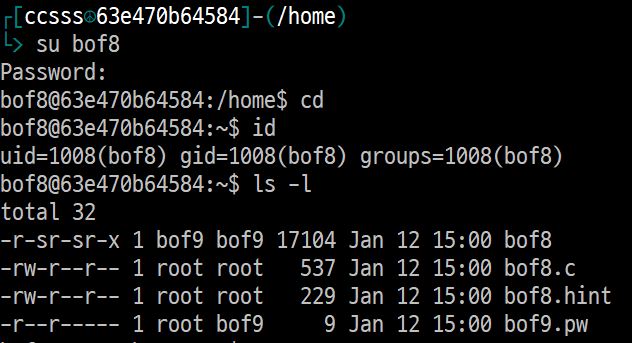 ┌[ccsss☮63e470b64584]-(/home)
└> su bof8
Password:
bof8@63e470b64584:/home$ cd
bof8@63e470b64584:~$ id
uid=1008(bof8) gid=1008(bof8) groups=1008(bof8)
bof8@63e470b64584:~$ ls -l
total 32
-r-sr-sr-x 1 bof9 bof9 17104 Jan 12 15:00 bof8
-rw-r--r-- 1 root root   537 Jan 12 15:00 bof8.c
-rw-r--r-- 1 root root   229 Jan 12 15:00 bof8.hint
-r--r----- 1 root bof9     9 Jan 12 15:00 bof9.pw